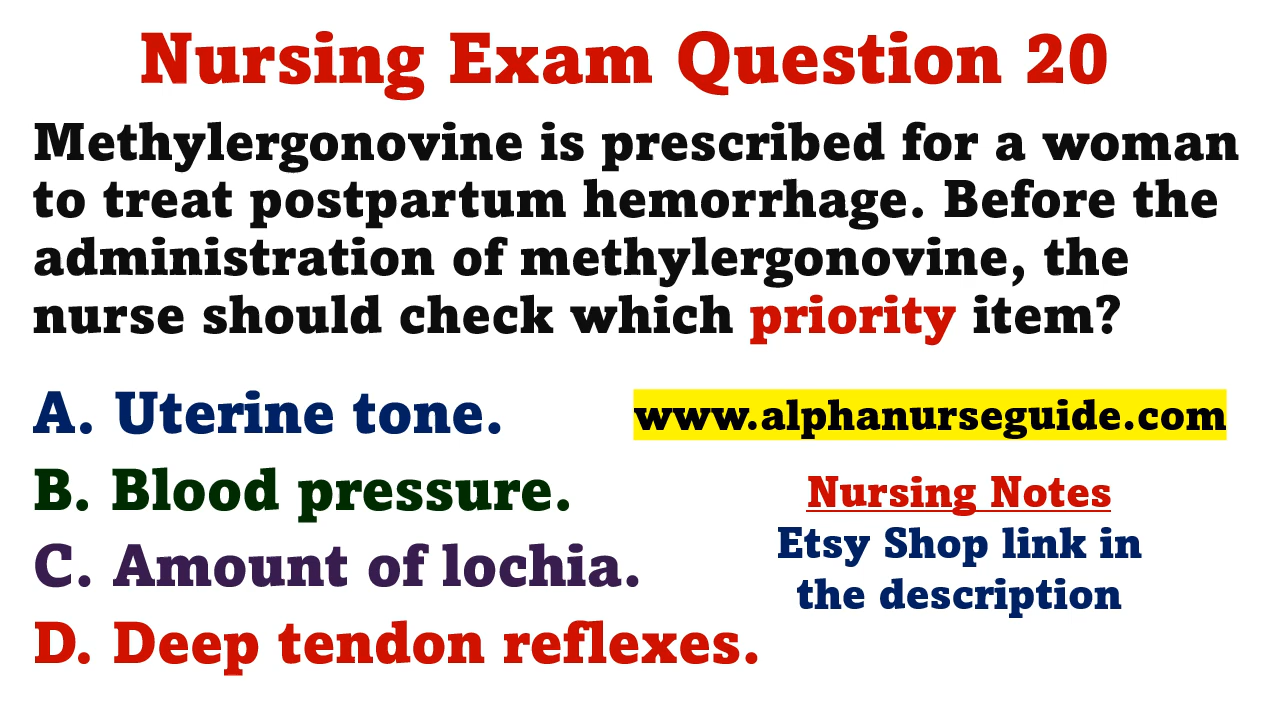 Nursing Exam Question 20
Methylergonovine is prescribed for a woman
to treat postpartum hemorrhage. Before the
administration of methylergonovine, the
nurse should check which priority item?
A. Uterine tone.
B. Blood pressure.
C. Amount of lochia.
D. Deep tendon reflexes.
www.alphanurseguide.com
Nursing Notes
Etsy Shop link in
the description